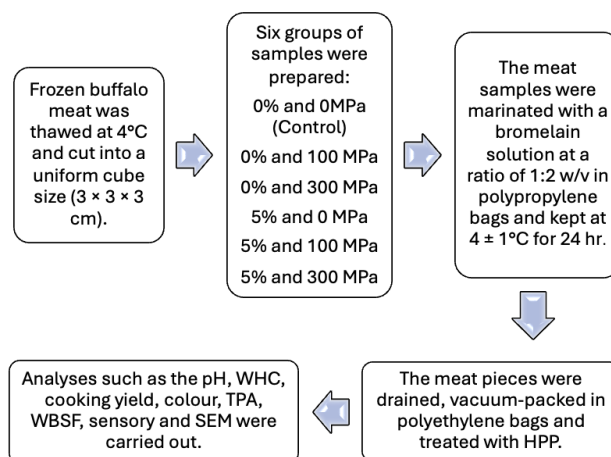 Frozen buffalo
meat was
thawed at 4°C
and cut into a
uniform cube
size (3 × 3 × 3
cm).
Six groups of
samples were
prepared:
0% and 0MPa
(Control)
0% and 100 MPa
0% and 300 MPa
5% and 0 MPa
5% and 100 MPa
5% and 300 MPa
The meat
samples were
marinated with a
bromelain
solution at a
ratio of 1:2 w/v in
polypropylene
bags and kept at
4 ± 1°C for 24 hr.
The meat pieces were
drained, vacuum-packed in
polyethylene bags and
treated with HPP.
Analyses such as the pH, WHC,
cooking yield, colour, TPA,
WBSF, sensory and SEM were
carried out.